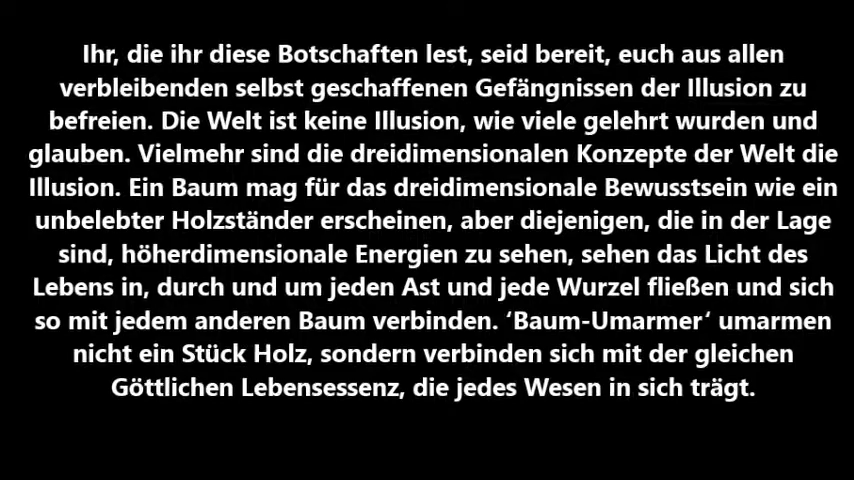 Ihr, die ihr diese Botschaften lest, seid bereit, euch aus allen
verbleibenden selbst geschaffenen Gefängnissen der Illusion zu
befreien. Die Welt ist keine Illusion, wie viele gelehrt wurden und
glauben. Vielmehr sind die dreidimensionalen Konzepte der Welt die
Illusion. Ein Baum mag für das dreidimensionale Bewusstsein wie ein
unbelebter Holzständer erscheinen, aber diejenigen, die in der Lage
sind, höherdimensionale Energien zu sehen, sehen das Licht des
Lebens in, durch und um jeden Ast und jede Wurzel fließen und sich
so mit jedem anderen Baum verbinden. ‘Baum-Umarmer‘ umarmen
nicht ein Stück Holz, sondern verbinden sich mit der gleichen
Göttlichen Lebensessenz, die jedes Wesen in sich trägt.